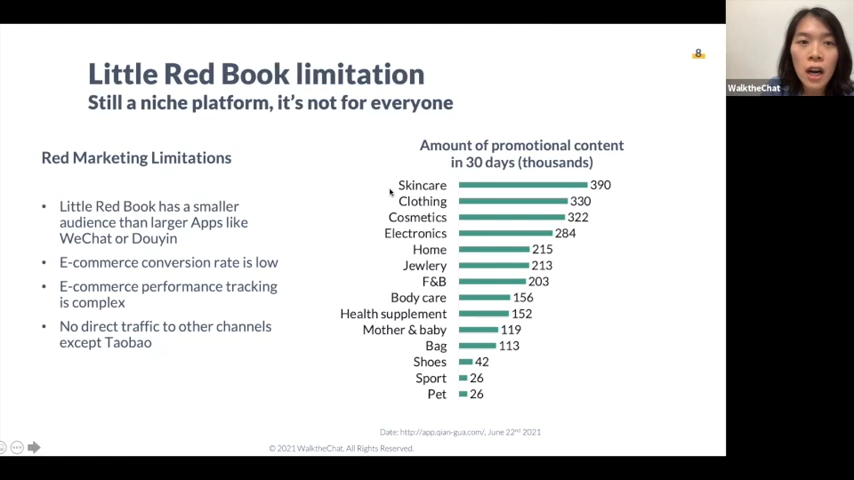 8
WalktheChat
Little Red Book limitation
Still a niche platform, it's not for everyone
Red Marketing Limitations
• Little Red Book has a smaller
audience than larger Apps like
WeChat or Douyin
• E-commerce conversion rate is low
• E-commerce performance tracking
is complex
• No direct traffic to other channels
except Taobao
Amount of promotional content
in 30 days (thousands)
Skincare 390
Clothing 330
Cosmetics 322
Electronics 284
Home 215
Jewlery 213
F&B 203
Body care 156
Health supplement 152
Mother & baby 119
Bag 113
Shoes 42
Sport 26
Pet 26
Date: http://app.qian-gua.com/, June 22nd 2021
© 2021 WalktheChat. All Rights Reserved.